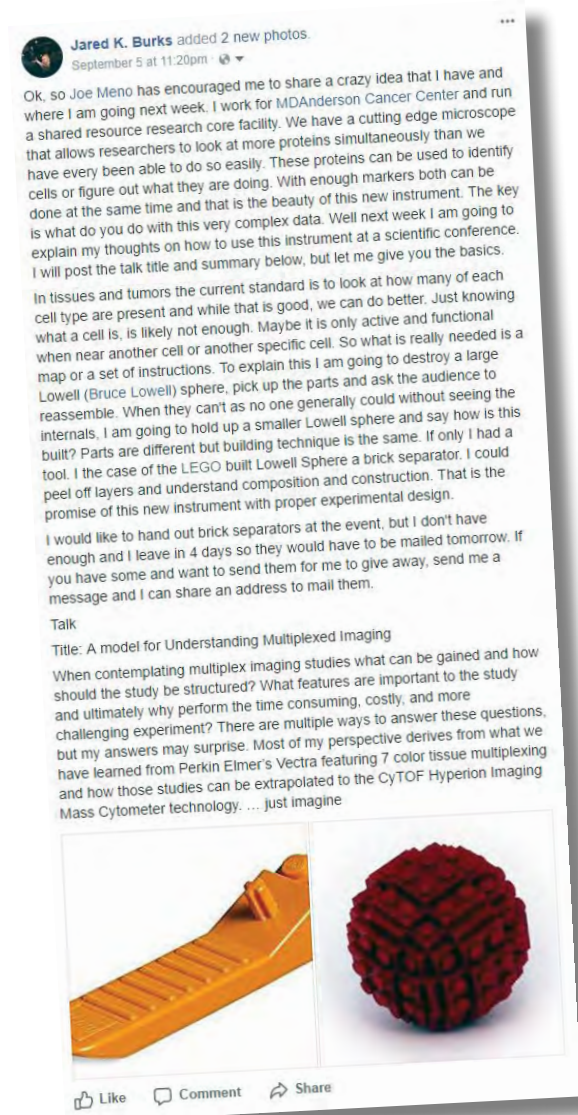 Jared K. Burks added 2 new photos.
September 5 at 11:20pm ·
Ok, so Joe Meno has encouraged me to share a crazy idea that I have and
where I am going next week. I work for MDAnderson Cancer Center and run
a shared resource research core facility. We have a cutting edge microscope
that allows researchers to look at more proteins simultaneously than we
have every been able to do so easily. These proteins can be used to identify
cells or figure out what they are doing. With enough markers both can be
done at the same time and that is the beauty of this new instrument. The key
is what do you do with this very complex data. Well next week I am going to
explain my thoughts on how to use this instrument at a scientific conference.
I will post the talk title and summary below, but let me give you the basics.
In tissues and tumors the current standard is to look at how many of each
cell type are present and while that is good, we can do better. Just knowing
what a cell is, is likely not enough. Maybe it is only active and functional
when near another cell or another specific cell. So what is really needed is a
map or a set of instructions. To explain this I am going to destroy a large
Lowell (Bruce Lowell) sphere, pick up the parts and ask the audience to
reassemble. When they can't as no one generally could without seeing the
internals, I am going to hold up a smaller Lowell sphere and say how is this
built? Parts are different but building technique is the same. If only I had a
tool. I the case of the LEGO built Lowell Sphere a brick separator. I could
peel off layers and understand composition and construction. That is the
promise of this new instrument with proper experimental design.
I would like to hand out brick separators at the event, but I don't have
enough and I leave in 4 days so they would have to be mailed tomorrow. If
you have some and want to send them for me to give away, send me a
message and I can share an address to mail them.
Talk
Title: A model for Understanding Multiplexed Imaging
When contemplating multiplex imaging studies what can be gained and how
should the study be structured? What features are important to the study
and ultimately why perform the time consuming, costly, and more
challenging experiment? There are multiple ways to answer these questions,
but my answers may surprise. Most of my perspective derives from what we
have learned from Perkin Elmer's Vectra featuring 7 color tissue multiplexing
and how those studies can be extrapolated to the CyTOF Hyperion Imaging
Mass Cytometer technology. ... just imagine
Like Comment Share